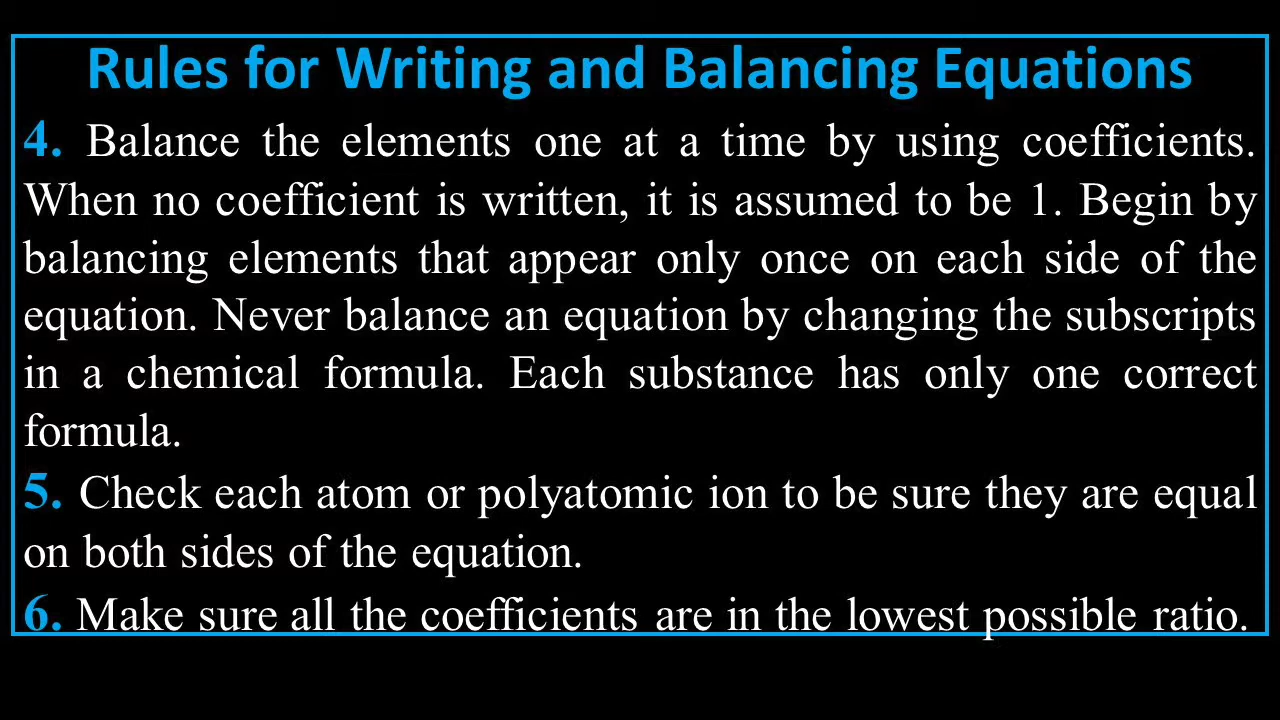 Rules for Writing and Balancing Equations
4. Balance the elements one at a time by using coefficients.
When no coefficient is written, it is assumed to be 1. Begin by
balancing elements that appear only once on each side of the
equation. Never balance an equation by changing the subscripts
in a chemical formula. Each substance has only one correct
formula.
5. Check each atom or polyatomic ion to be sure they are equal
on both sides of the equation.
6. Make sure all the coefficients are in the lowest possible ratio.